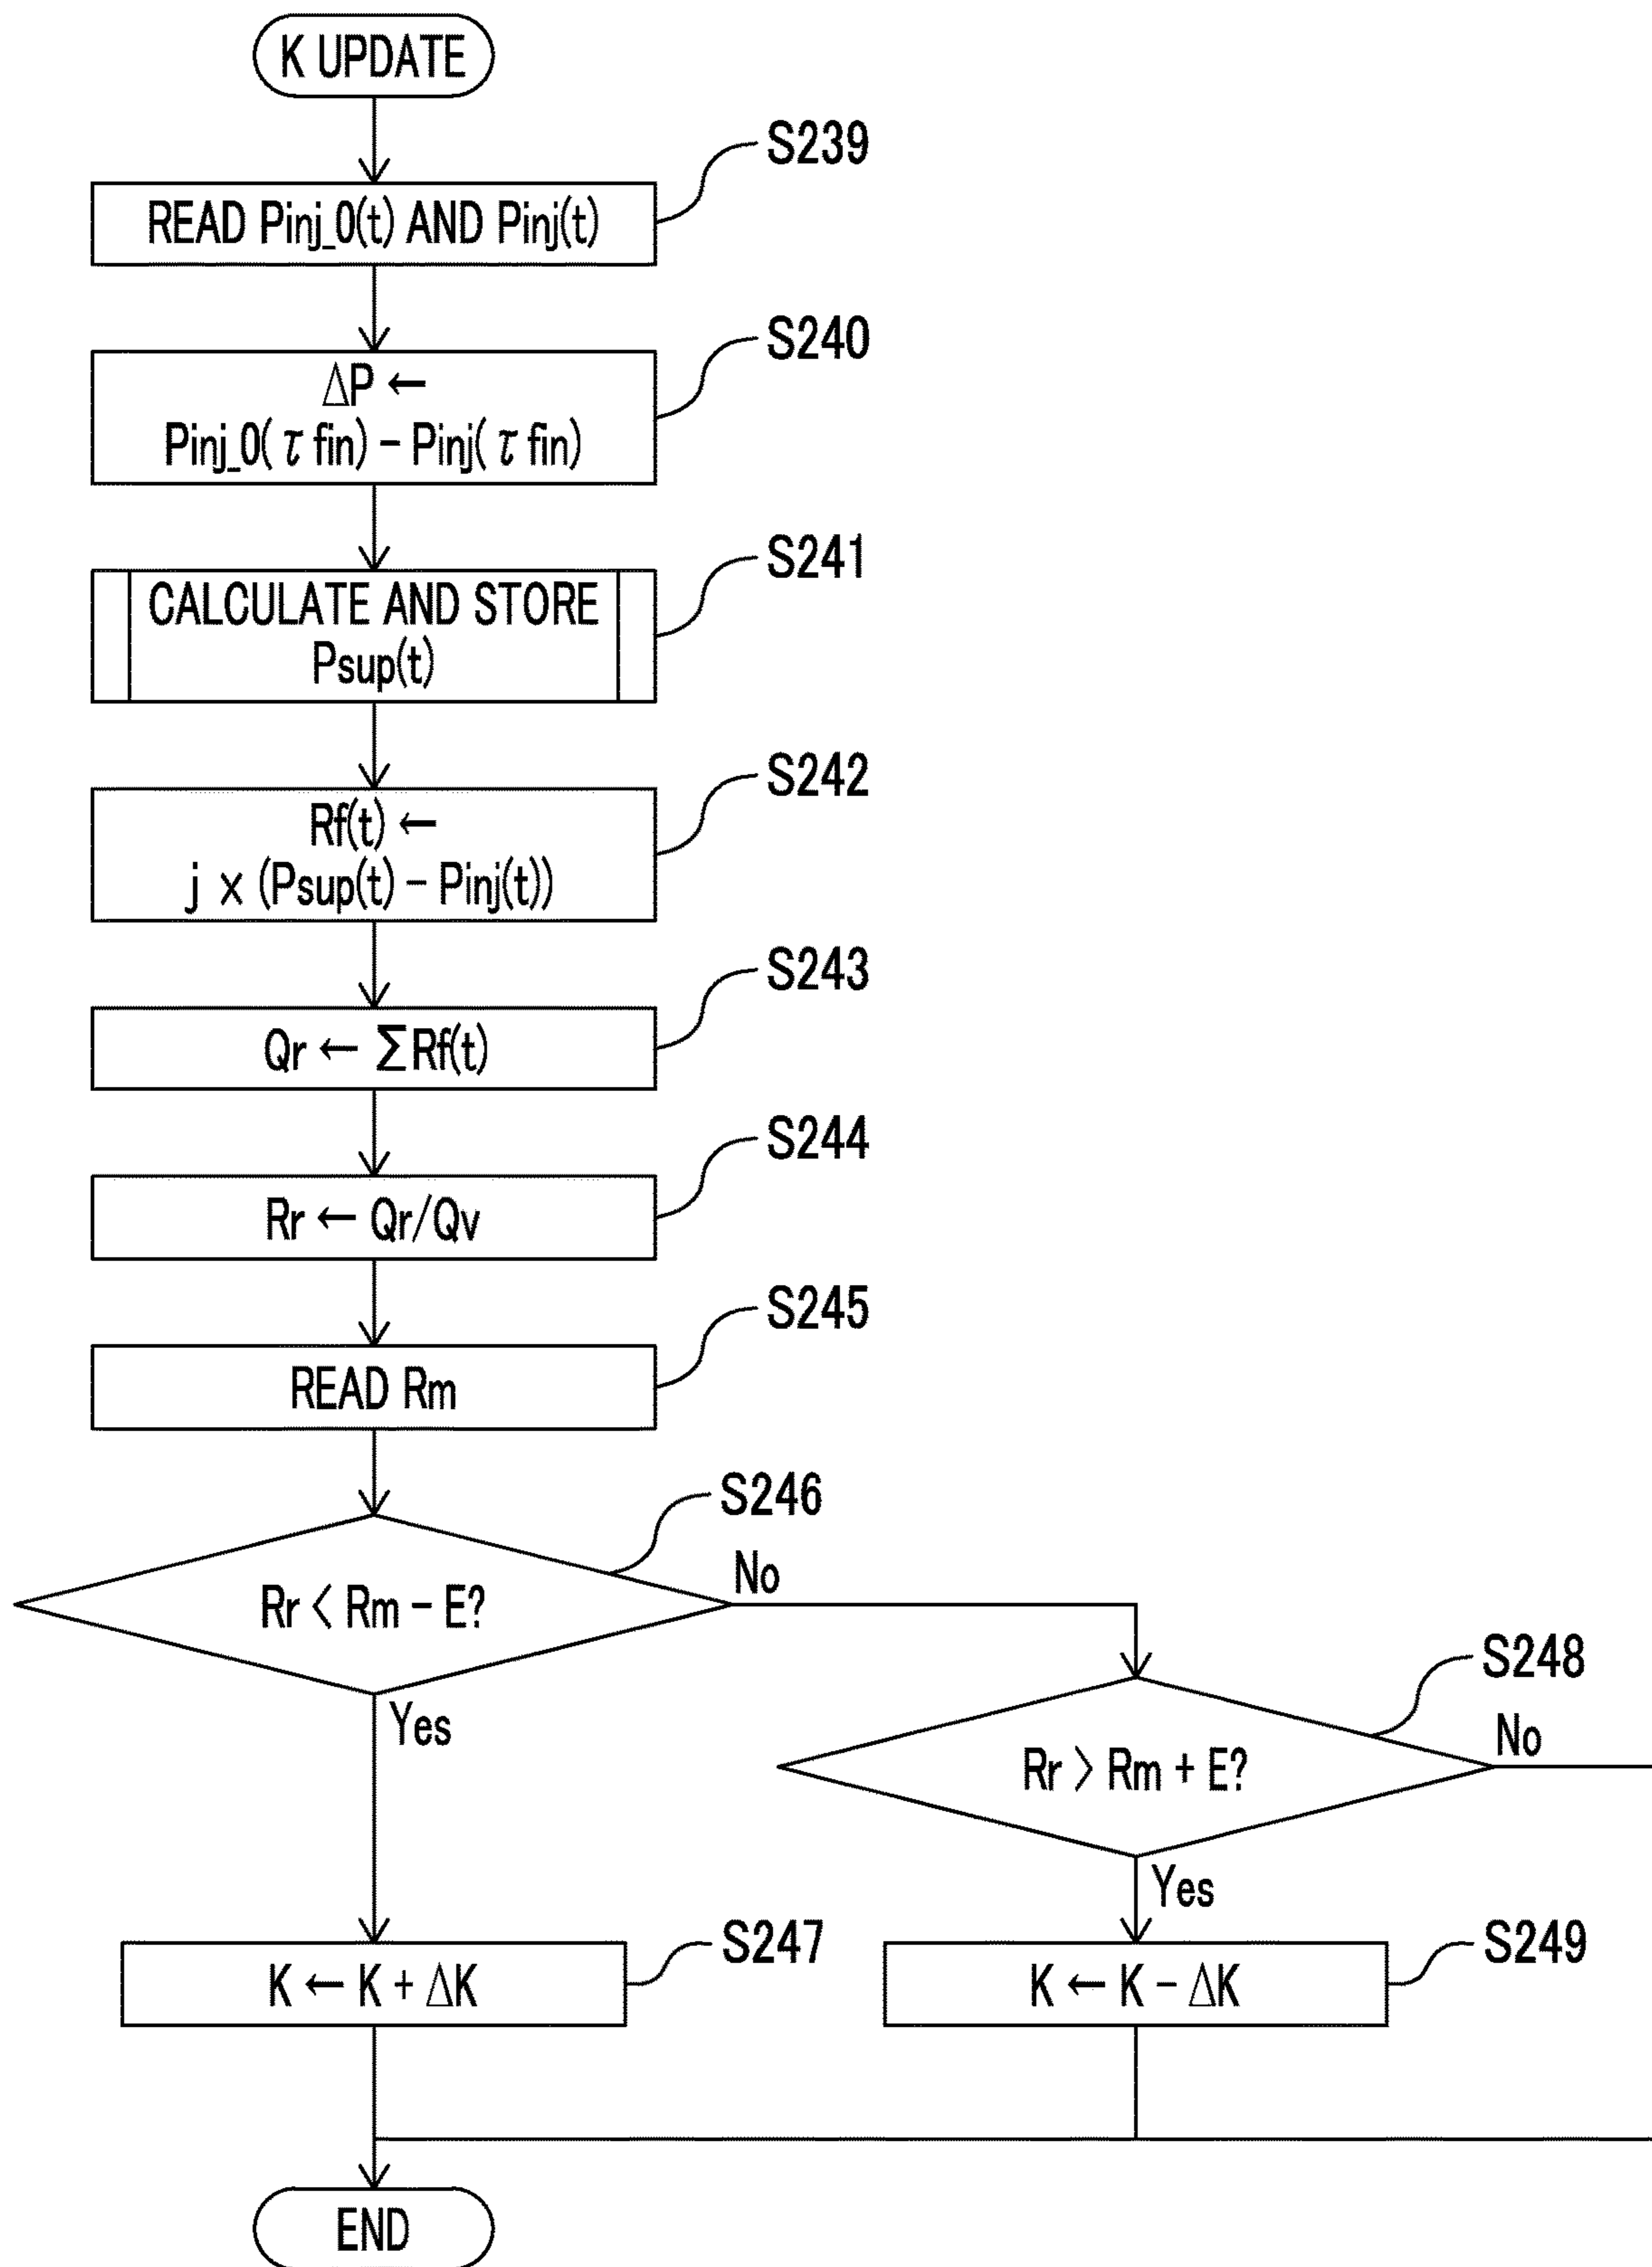 K UPDATE
S239
READ Pinj_0(t) AND Pinj(t)
S240
ΔP ←
Pinj_0(τ fin) − Pinj(τ fin)
S241
CALCULATE AND STORE
Psup(t)
S242
Rf(t) ←
j × (Psup(t) − Pinj(t))
S243
Qr ← ΣRf(t)
S244
Rr ← Qr/Qv
S245
READ Rm
S246
No
Rr < Rm − E?
S248
Yes
No
Rr > Rm + E?
Yes
S247
S249
K ← K + ΔK
K ← K − ΔK
END